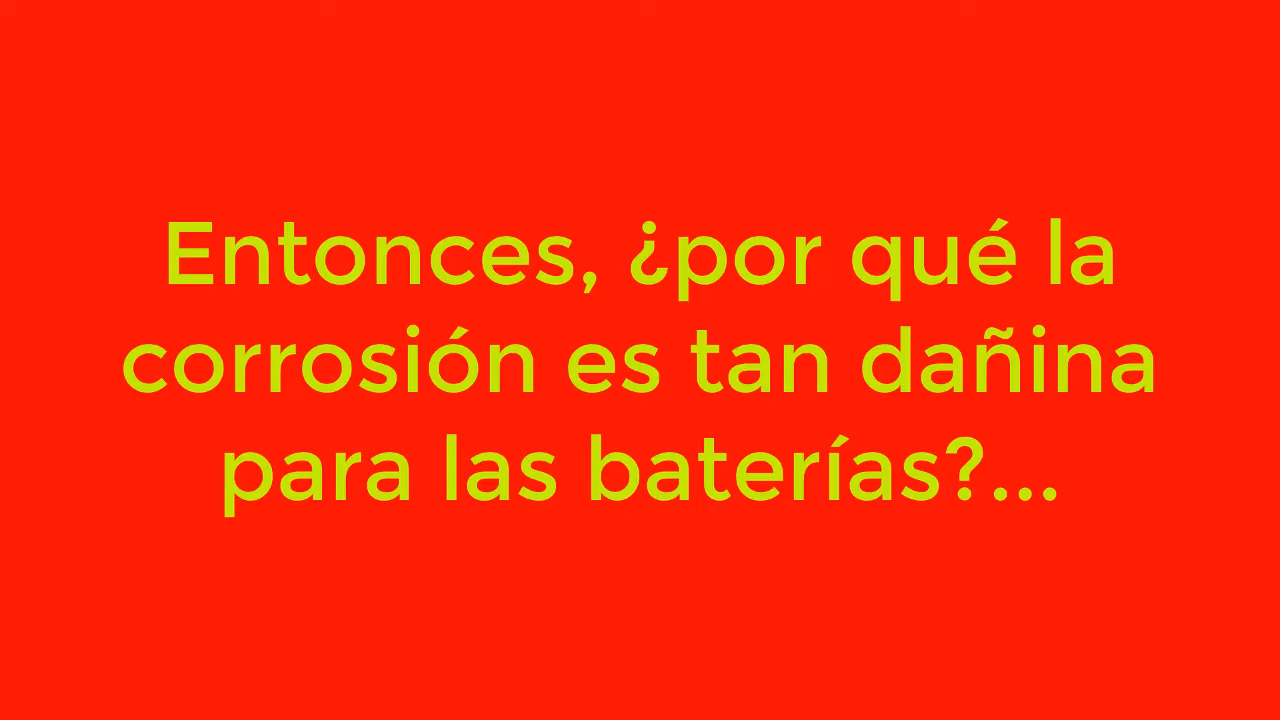 Entonces, ¿por qué la
corrosión es tan dañina
para las baterías?...